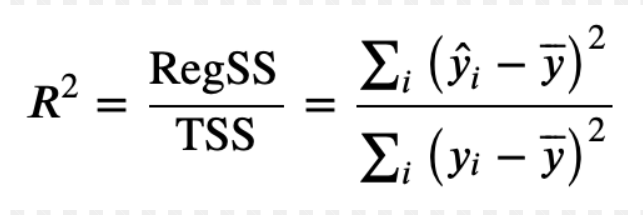 R² = RegSS / TSS = ∑ᵢ (ŷᵢ − ȳ)² / ∑ᵢ (yᵢ − ȳ)²